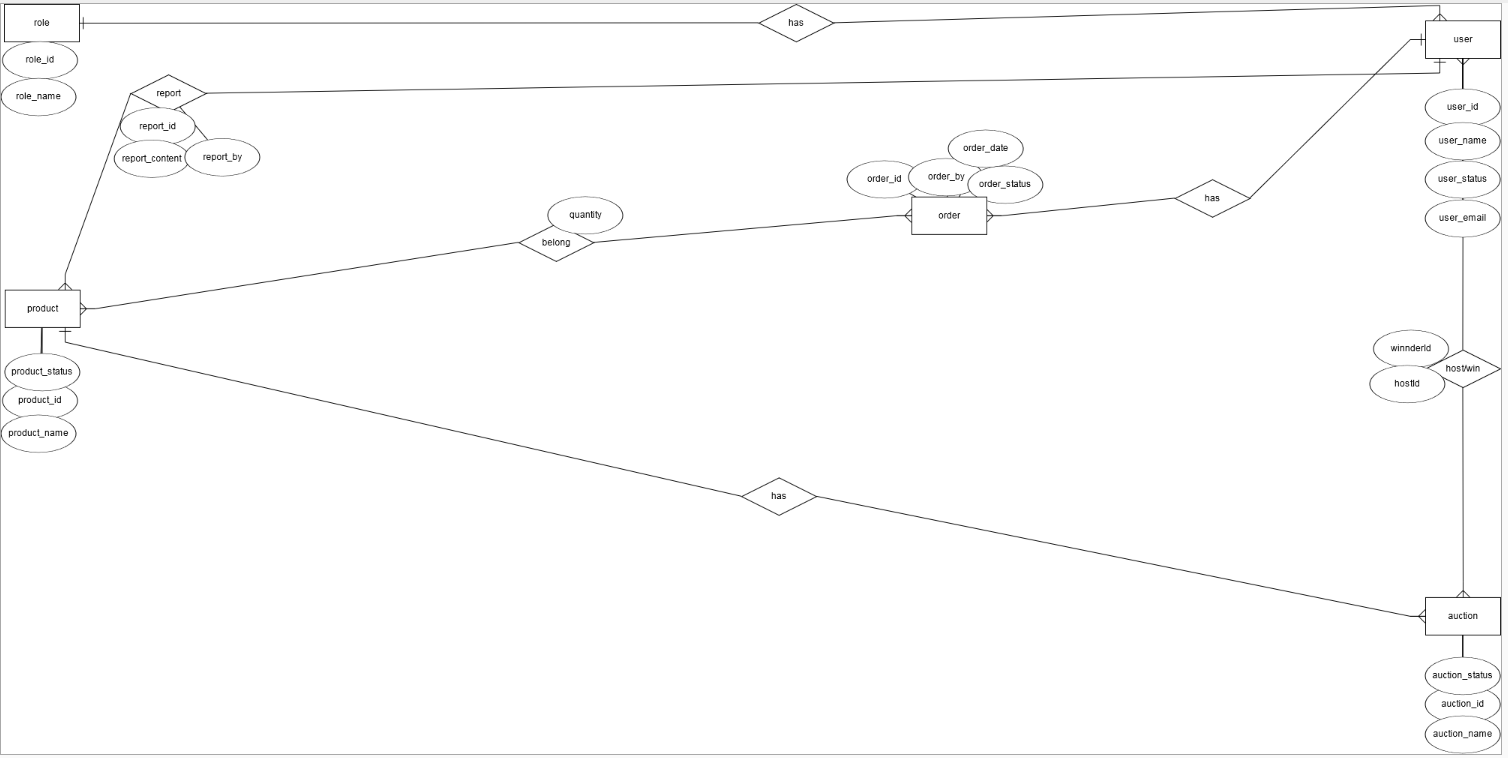 role
has
user
role_id
role_name
report
report_id
report_content
report_by
user_id
user_name
user_status
user_email
order_date
order_id
order_by
order_status
order
has
quantity
belong
product
product_status
product_id
product_name
winnderId
hostId
host/win
has
auction
auction_status
auction_id
auction_name